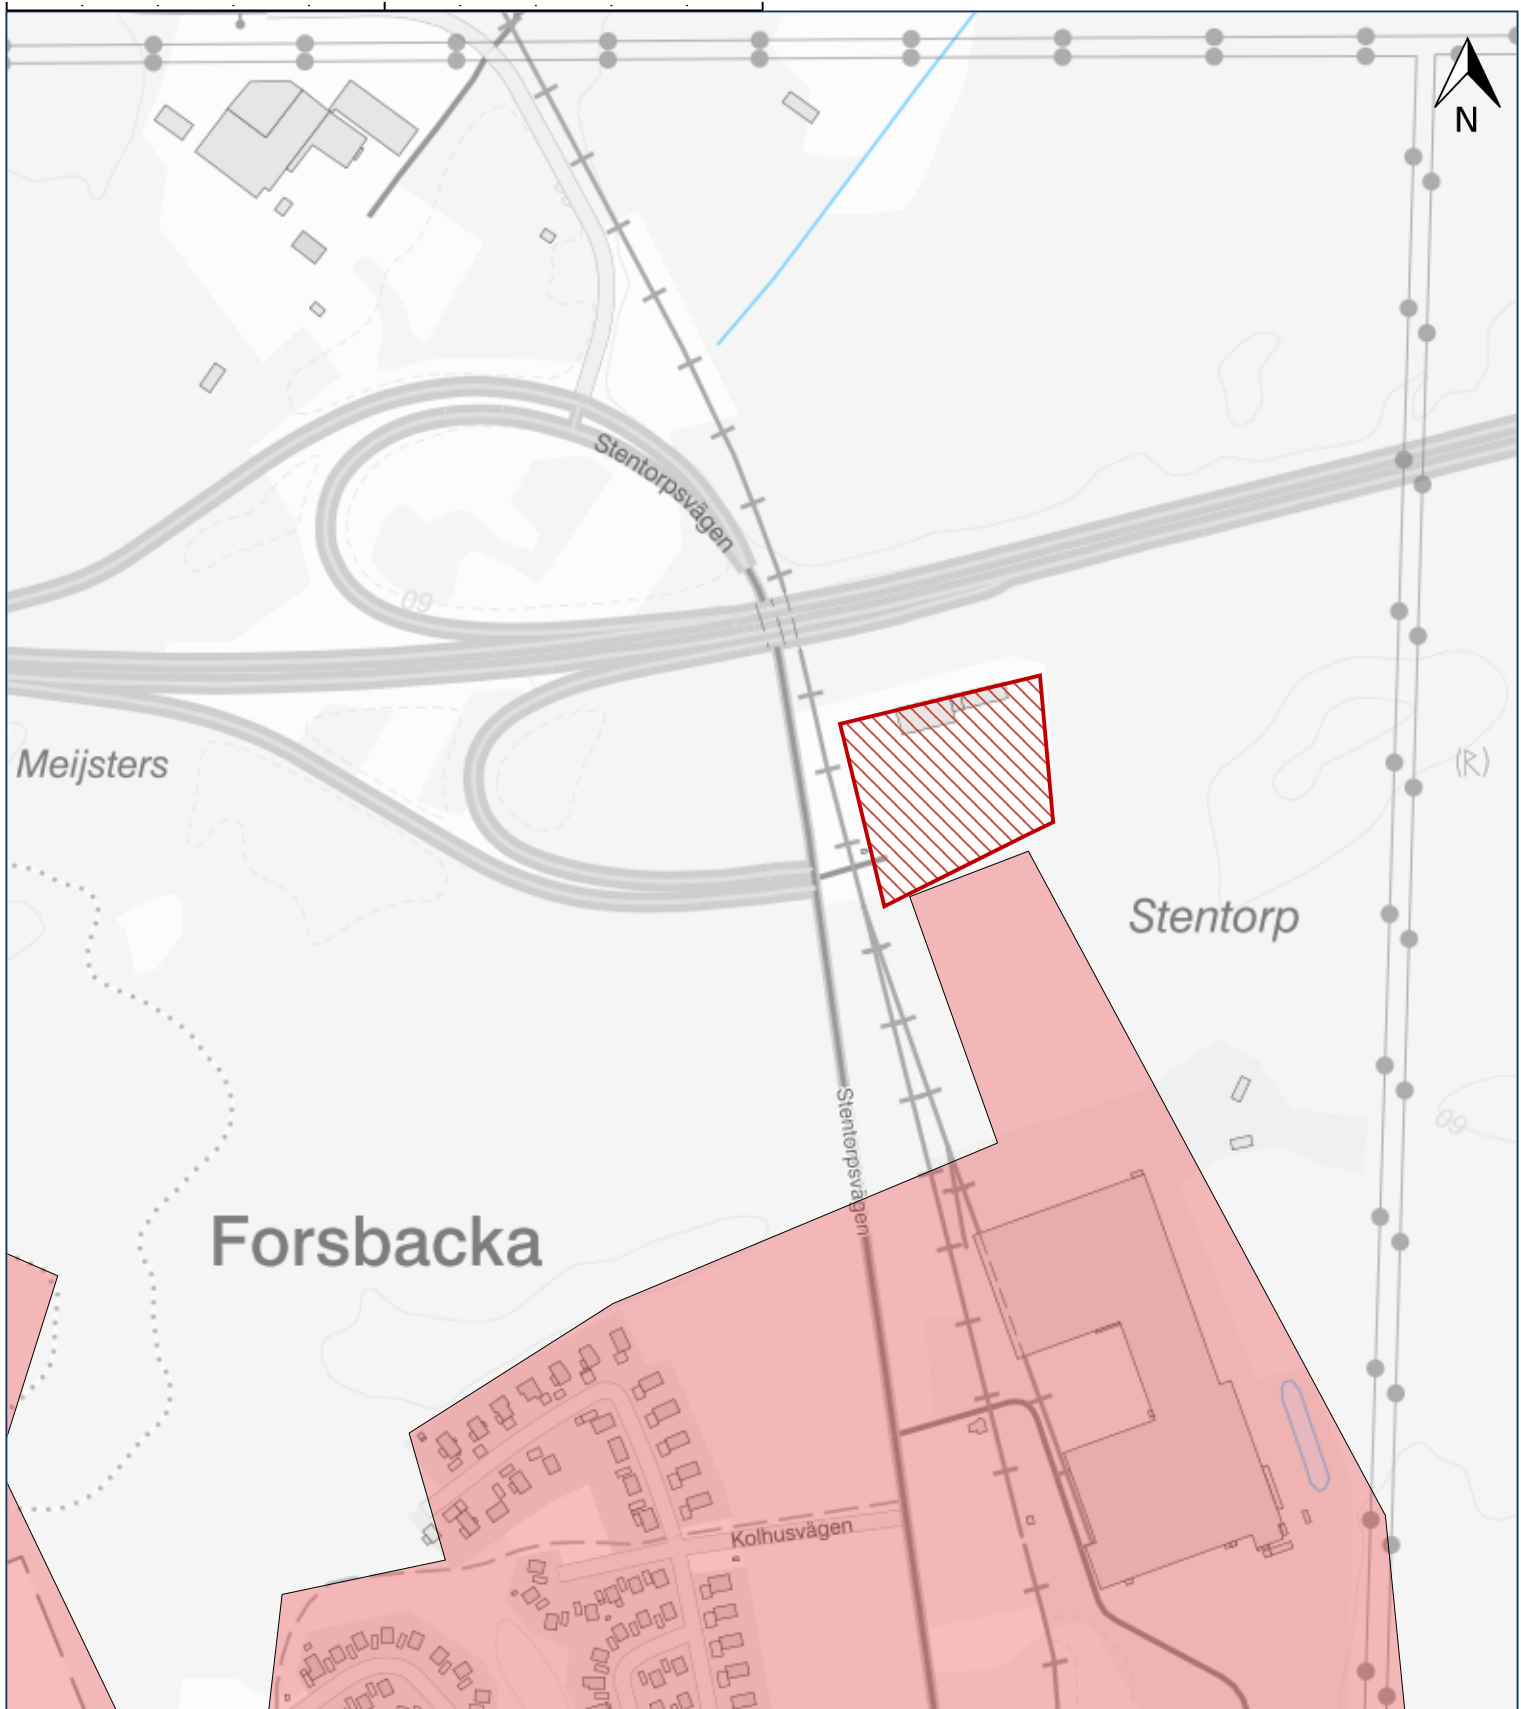 N
Stentorpsvägen
60
Meijsters
(R)
Stentorp
60
Stentorpsvägen
Forsbacka
Kolhusvägen